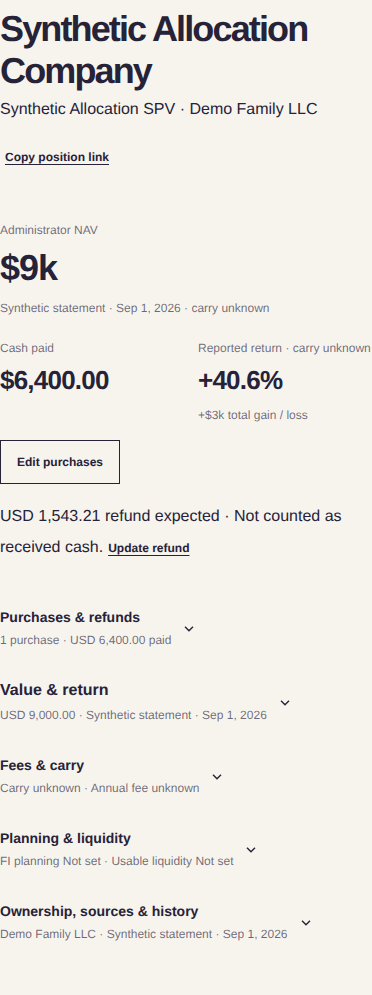 Synthetic Allocation
Company
Synthetic Allocation SPV · Demo Family LLC
Copy position link
Administrator NAV
$9k
Synthetic statement · Sep 1, 2026 · carry unknown
Cash paid
$6,400.00
Reported return · carry unknown
+40.6%
+$3k total gain / loss
Edit purchases
USD 1,543.21 refund expected · Not counted as
received cash. Update refund
Purchases & refunds
1 purchase · USD 6,400.00 paid
Value & return
USD 9,000.00 · Synthetic statement · Sep 1, 2026
Fees & carry
Carry unknown · Annual fee unknown
Planning & liquidity
FI planning Not set · Usable liquidity Not set
Ownership, sources & history
Demo Family LLC · Synthetic statement · Sep 1, 2026